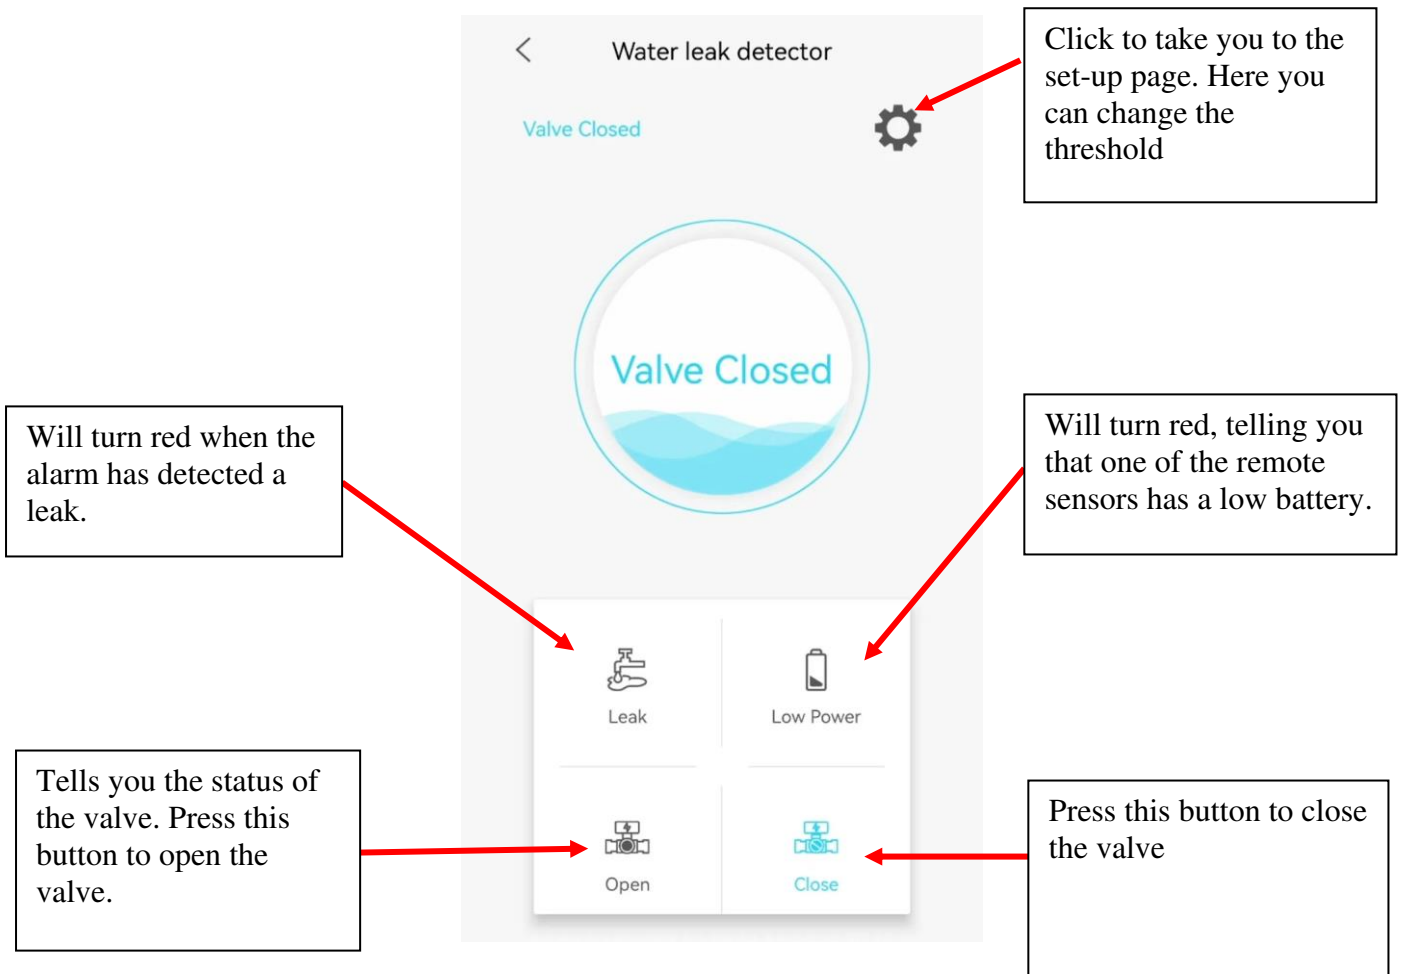 Water leak detector
Valve Closed
Click to take you to the
set-up page. Here you
can change the
threshold
Valve Closed
Will turn red when the
alarm has detected a
leak.
Will turn red, telling you
that one of the remote
sensors has a low battery.
Leak
Low Power
Tells you the status of
the valve. Press this
button to open the
valve.
Open
Close
Press this button to close
the valve